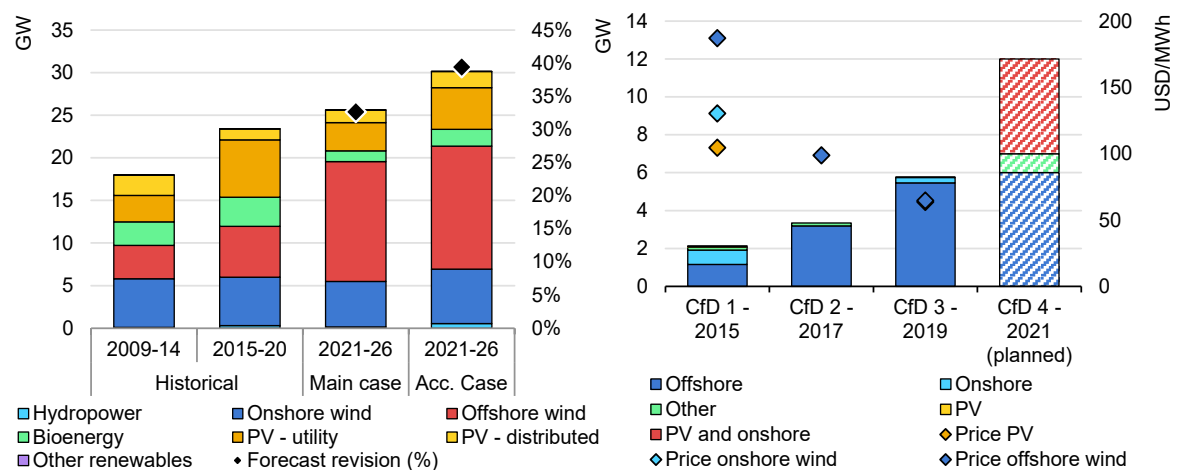 GW
35
30
25
20
15
10
5
0
45%
40%
35%
30%
25%
20%
15%
10%
5%
0%
2009-14 2015-20 2021-26 2021-26
Historical Main case Acc. Case
Hydropower Onshore wind Offshore wind
Bioenergy PV - utility PV - distributed
Other renewables Forecast revision (%)
GW
14
12
10
8
6
4
2
0
USD/MWh
200
150
100
50
0
CfD 1 - CfD 2 - CfD 3 - CfD 4 -
2015 2017 2019 2021
(planned)
Offshore Onshore
Other PV
PV and onshore Price PV
Price onshore wind Price offshore wind